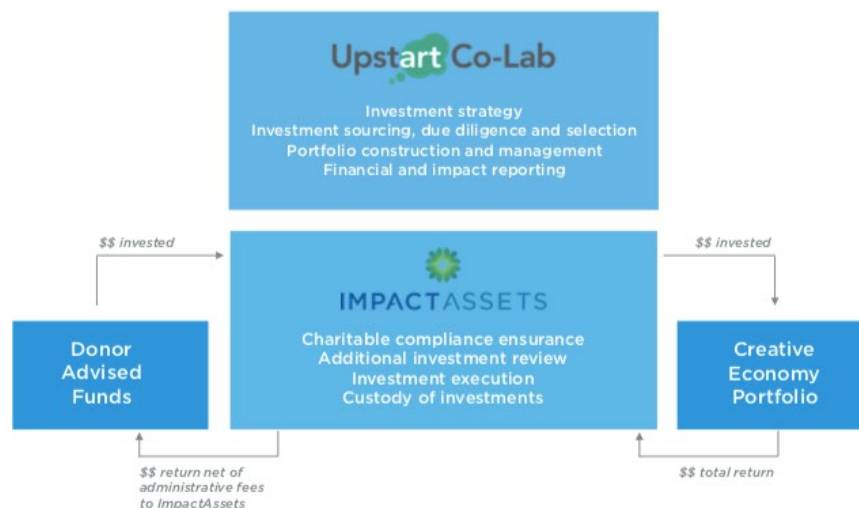 Upstart Co-Lab
Investment strategy
Investment sourcing, due diligence and selection
Portfolio construction and management
Financial and impact reporting
$$ invested
$$ invested
IMPACTASSETS
Charitable compliance ensurance
Additional investment review
Investment execution
Custody of investments
Donor
Advised
Funds
Creative
Economy
Portfolio
$$ return net of
administrative fees
to ImpactAssets
$$ total return